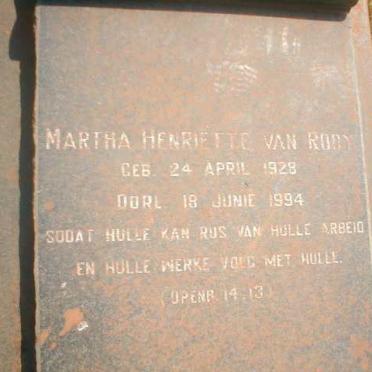 MARTHA HENRIËTTE VAN ROOY
GEB. 24 APRIL 1928
OORL. 18 JUNIE 1994
SODAT HULLE KAN RUS VAN HULLE ARBEID
EN HULLE WERKE VOLG MET HULLE.
(OPENB. 14:13)